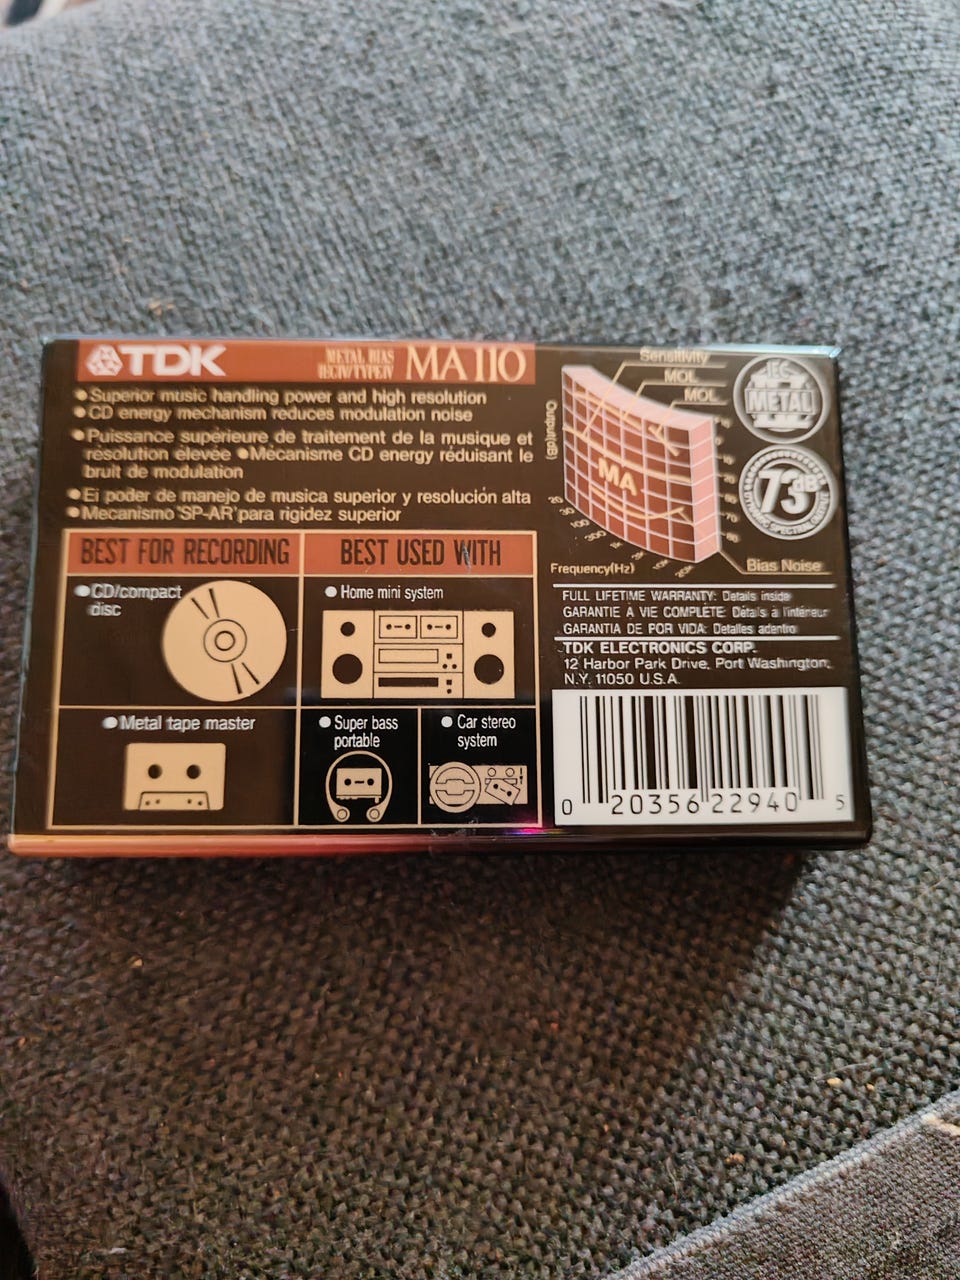 TDK METAL BIAS IECIV/TYPEIV MA 110
● Superior music handling power and high resolution
● CD energy mechanism reduces modulation noise
● Puissance supérieure de traitement de la musique et
résolution élevée ● Mécanisme CD energy réduisant le
bruit de modulation
● El poder de manejo de musica superior y resolución alta
● Mecanismo 'SP-AR' para rigidez superior
BEST FOR RECORDING
● CD/compact
disc
● Metal tape master
BEST USED WITH
● Home mini system
● Super bass
portable
● Car stereo
system
Sensitivity
MOL
MOL
Output(dB)
MA
Frequency(Hz)
Bias Noise
IEC IV
METAL
73dB
FULL LIFETIME WARRANTY: Details inside
GARANTIE À VIE COMPLÈTE: Détails à l'intérieur
GARANTIA DE POR VIDA: Detalles adentro
TDK ELECTRONICS CORP.
12 Harbor Park Drive, Port Washington,
N.Y. 11050 U.S.A.
0 20356 22940 5